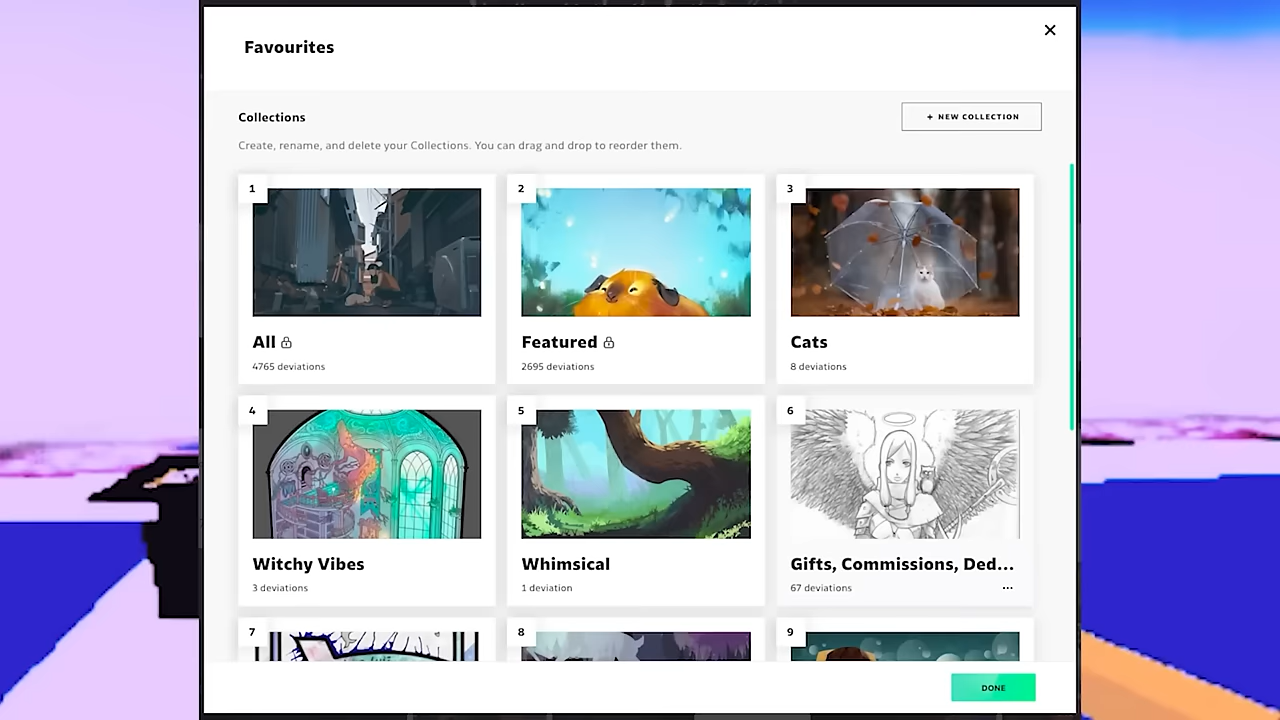 Favourites
Collections
+ NEW COLLECTION
Create, rename, and delete your Collections. You can drag and drop to reorder them.
1
2
3
All
Featured
Cats
4765 deviations
2695 deviations
8 deviations
4
5
6
Witchy Vibes
Whimsical
Gifts, Commissions, Ded...
3 deviations
1 deviation
67 deviations
...
7
8
9
DONE